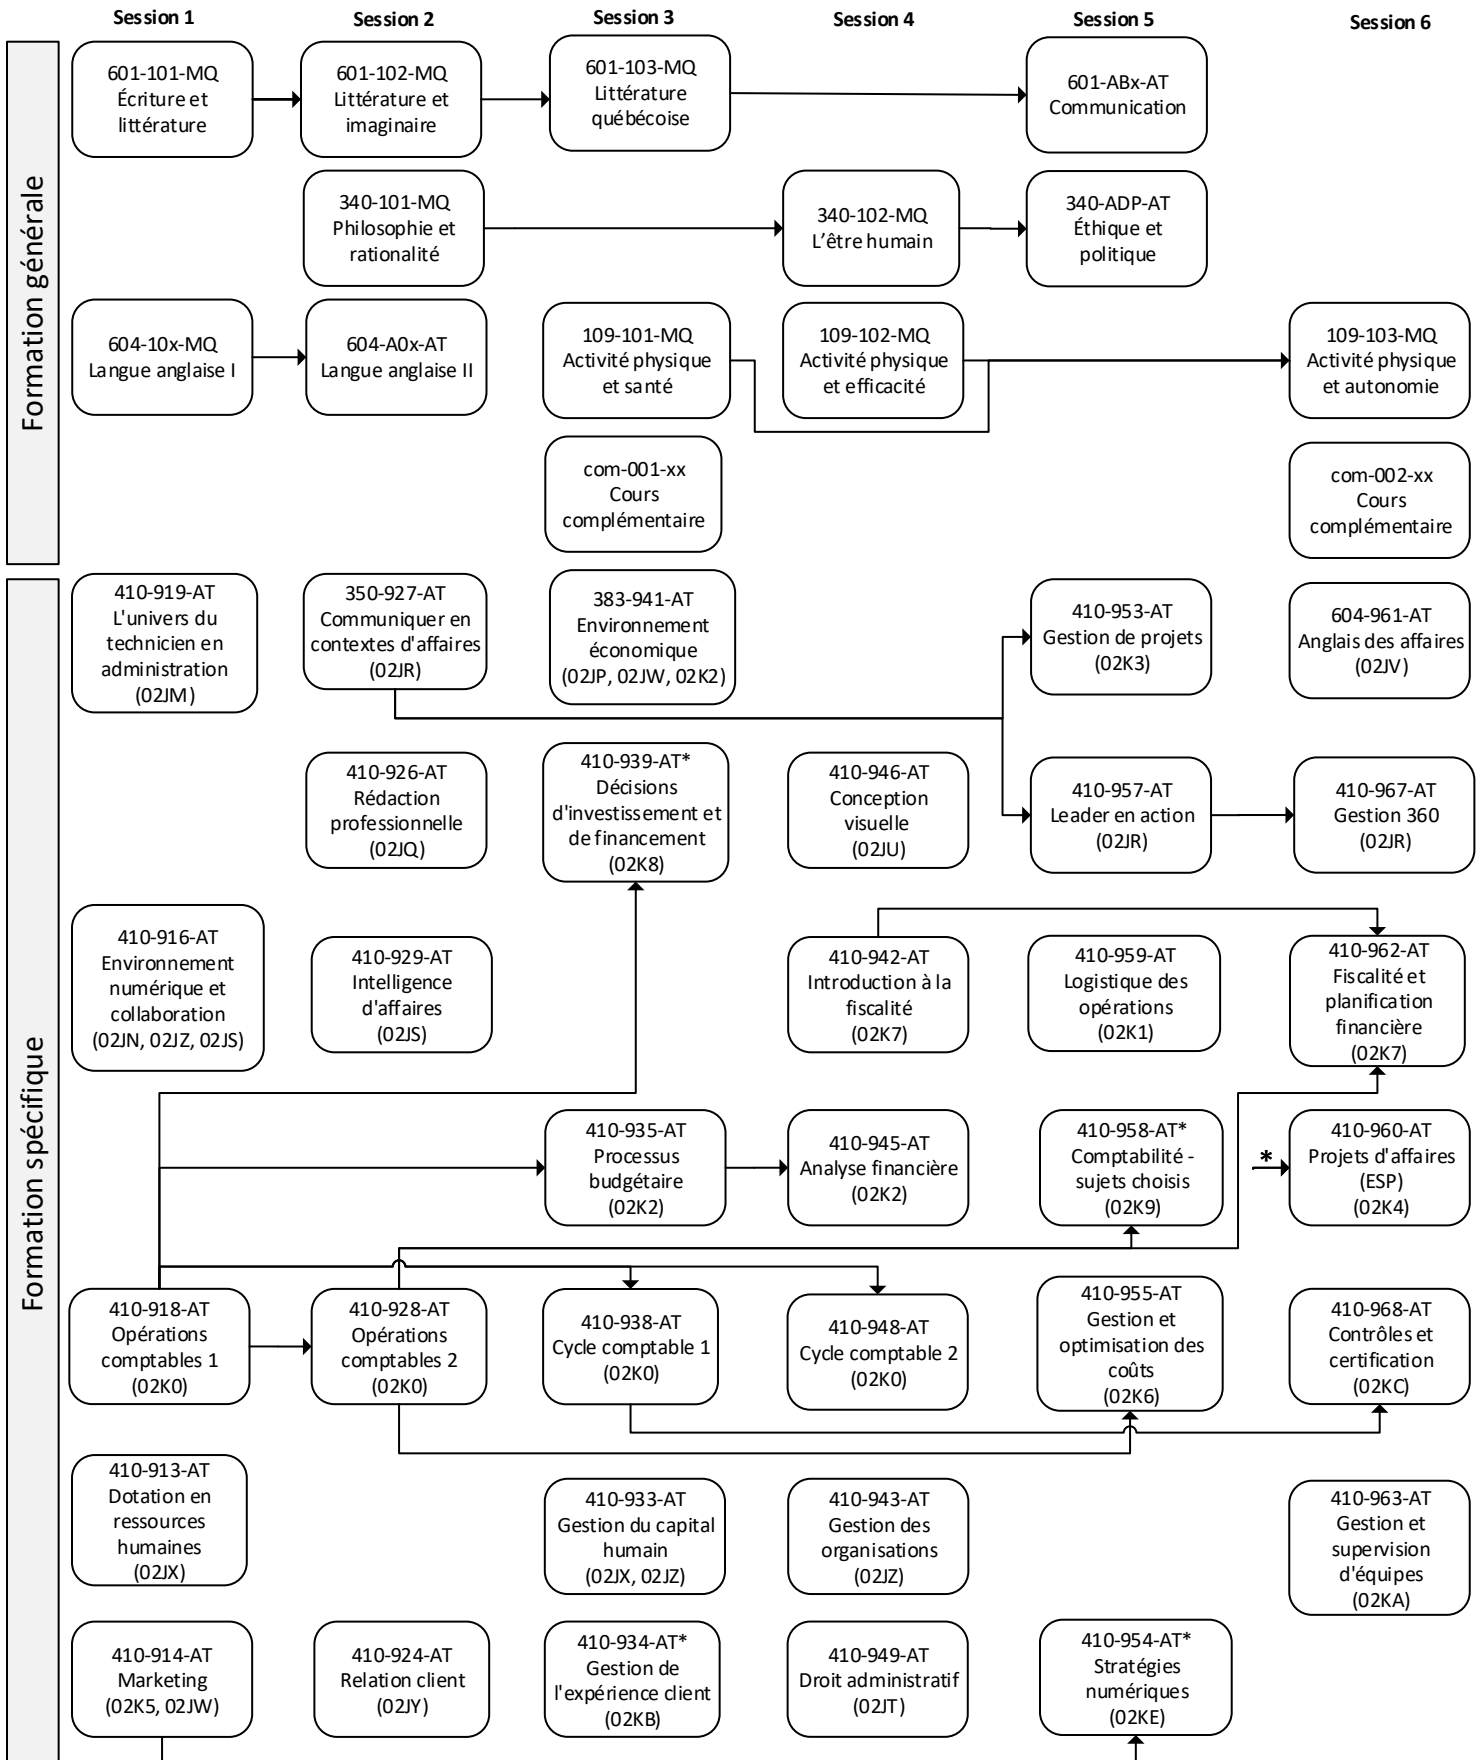 Session 1
Session 2
Session 3
Session 4
Session 5
Session 6
Formation générale
601-101-MQ
Écriture et
littérature
601-102-MQ
Littérature et
imaginaire
601-103-MQ
Littérature
québécoise
601-ABx-AT
Communication
340-101-MQ
Philosophie et
rationalité
340-102-MQ
L'être humain
340-ADP-AT
Éthique et
politique
604-10x-MQ
Langue anglaise I
604-A0x-AT
Langue anglaise II
109-101-MQ
Activité physique
et santé
109-102-MQ
Activité physique
et efficacité
109-103-MQ
Activité physique
et autonomie
com-001-xx
Cours
complémentaire
com-002-xx
Cours
complémentaire
Formation spécifique
410-919-AT
L'univers du
technicien en
administration
(02JM)
350-927-AT
Communiquer en
contextes d'affaires
(02JR)
383-941-AT
Environnement
économique
(02JP, 02JW, 02K2)
410-953-AT
Gestion de projets
(02K3)
604-961-AT
Anglais des affaires
(02JV)
410-926-AT
Rédaction
professionnelle
(02JQ)
410-939-AT*
Décisions
d'investissement et
de financement
(02K8)
410-946-AT
Conception
visuelle
(02JU)
410-957-AT
Leader en action
(02JR)
410-967-AT
Gestion 360
(02JR)
410-916-AT
Environnement
numérique et
collaboration
(02JN, 02JZ, 02JS)
410-929-AT
Intelligence
d'affaires
(02JS)
410-942-AT
Introduction à la
fiscalité
(02K7)
410-959-AT
Logistique des
opérations
(02K1)
410-962-AT
Fiscalité et
planification
financière
(02K7)
410-935-AT
Processus
budgétaire
(02K2)
410-945-AT
Analyse financière
(02K2)
410-958-AT*
Comptabilité -
sujets choisis
(02K9)
*
410-960-AT
Projets d'affaires
(ESP)
(02K4)
410-918-AT
Opérations
comptables 1
(02K0)
410-928-AT
Opérations
comptables 2
(02K0)
410-938-AT
Cycle comptable 1
(02K0)
410-948-AT
Cycle comptable 2
(02K0)
410-955-AT
Gestion et
optimisation des
coûts
(02K6)
410-968-AT
Contrôles et
certification
(02KC)
410-913-AT
Dotation en
ressources
humaines
(02JX)
410-933-AT
Gestion du capital
humain
(02JX, 02JZ)
410-943-AT
Gestion des
organisations
(02JZ)
410-963-AT
Gestion et
supervision
d'équipes
(02KA)
410-914-AT
Marketing
(02K5, 02JW)
410-924-AT
Relation client
(02JY)
410-934-AT*
Gestion de
l'expérience client
(02KB)
410-949-AT
Droit administratif
(02JT)
410-954-AT*
Stratégies
numériques
(02KE)